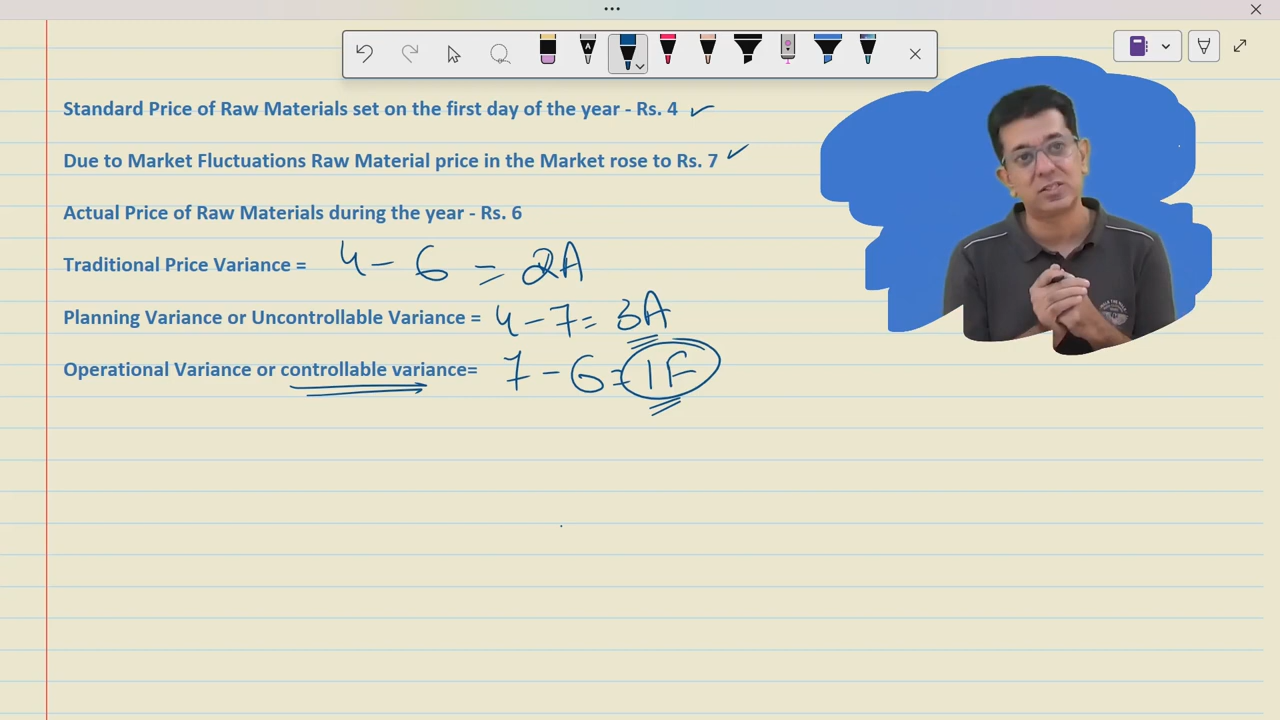 Standard Price of Raw Materials set on the first day of the year - Rs. 4
Due to Market Fluctuations Raw Material price in the Market rose to Rs. 7
Actual Price of Raw Materials during the year - Rs. 6
Traditional Price Variance = 4 - 6 = 2A
Planning Variance or Uncontrollable Variance = 4 - 7 = 3A
Operational Variance or controllable variance= 7 - 6 = 1F